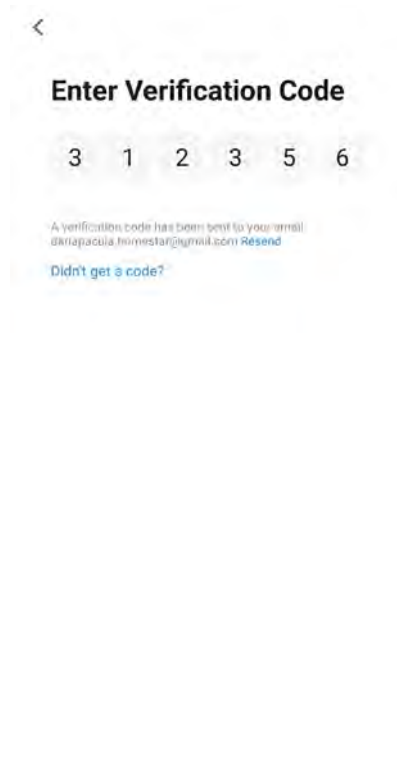 Enter Verification Code
3 1 2 3 5 6
A verification code has been sent to your email
Resend
Didn't get a code?